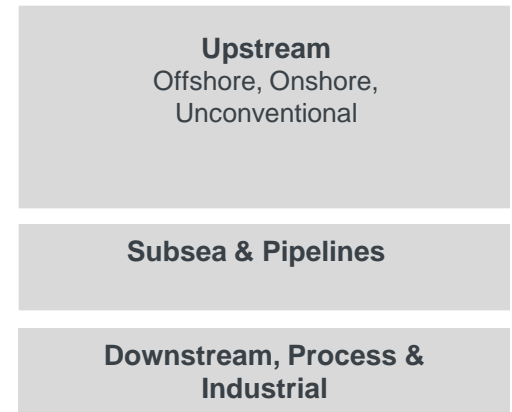 Upstream
Offshore, Onshore,
Unconventional
Subsea & Pipelines
Downstream, Process &
Industrial